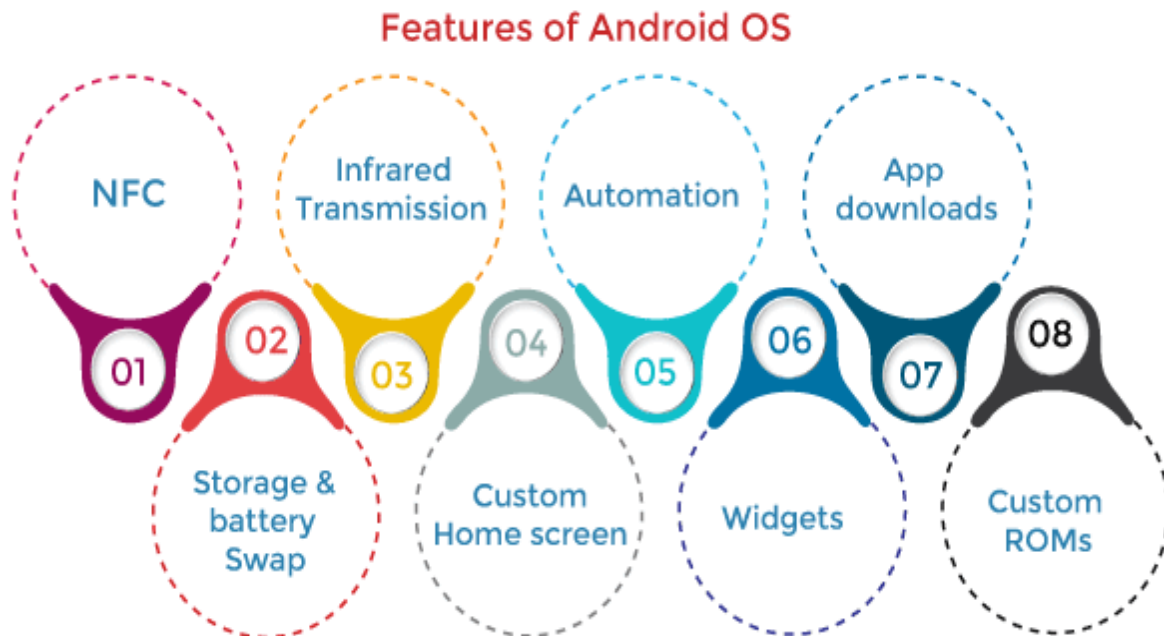 Features of Android OS
NFC
01
02
Storage &
battery
Swap
Infrared
Transmission
03
04
Custom
Home screen
Automation
05
06
Widgets
App
downloads
07
08
Custom
ROMs